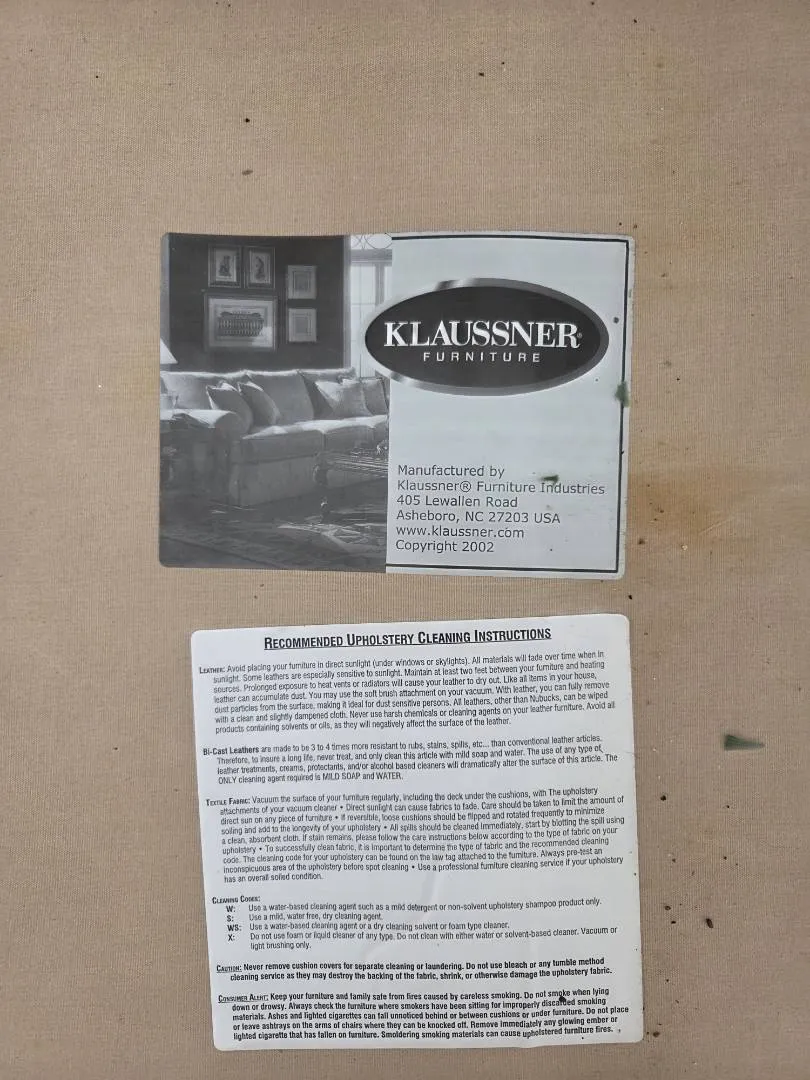 KLAUSSNER®
FURNITURE
Manufactured by
Klaussner® Furniture Industries
405 Lewallen Road
Asheboro, NC 27203 USA
www.klaussner.com
Copyright 2002
RECOMMENDED UPHOLSTERY CLEANING INSTRUCTIONS
LEATHER: Avoid placing your furniture in direct sunlight (under windows or skylights). All materials will fade over time when in
sunlight. Some leathers are especially sensitive to sunlight. Maintain at least two feet between your furniture and heating
sources. Prolonged exposure to heat vents or radiators will cause your leather to dry out. Like all items in your house,
leather can accumulate dust. You may use the soft brush attachment on your vacuum. With leather, you can fully remove
dust particles from the surface, making it ideal for dust sensitive persons. All leathers, other than Nubucks, can be wiped
with a clean and slightly dampened cloth. Never use harsh chemicals or cleaning agents on your leather furniture. Avoid all
products containing solvents or oils, as they will negatively affect the surface of the leather.
BI-CAST LEATHERS are made to be 3 to 4 times more resistant to rubs, stains, spills, etc... than conventional leather articles.
Therefore, to insure a long life, never treat, and only clean this article with mild soap and water. The use of any type of
leather treatments, creams, protectants, and/or alcohol based cleaners will dramatically alter the surface of this article. The
ONLY cleaning agent required is MILD SOAP and WATER.
TEXTILE FABRIC: Vacuum the surface of your furniture regularly, including the deck under the cushions, with The upholstery
attachments of your vacuum cleaner • Direct sunlight can cause fabrics to fade. Care should be taken to limit the amount of
direct sun on any piece of furniture • If reversible, loose cushions should be flipped and rotated frequently to minimize
soiling and add to the longevity of your upholstery • All spills should be cleaned immediately, start by blotting the spill using
a clean, absorbent cloth. If stain remains, please follow the care instructions below according to the type of fabric on your
upholstery • To successfully clean fabric, it is important to determine the type of fabric and the recommended cleaning
code. The cleaning code for your upholstery can be found on the law tag attached to the furniture. Always pre-test an
inconspicuous area of the upholstery before spot cleaning • Use a professional furniture cleaning service if your upholstery
has an overall soiled condition.
CLEANING CODES:
W: Use a water-based cleaning agent such as a mild detergent or non-solvent upholstery shampoo product only.
S: Use a mild, water free, dry cleaning agent.
WS: Use a water-based cleaning agent or a dry cleaning solvent or foam type cleaner.
X: Do not use foam or liquid cleaner of any type. Do not clean with either water or solvent-based cleaner. Vacuum or
light brushing only.
CAUTION: Never remove cushion covers for separate cleaning or laundering. Do not use bleach or any tumble method
cleaning service as they may destroy the backing of the fabric, shrink, or otherwise damage the upholstery fabric.
CONSUMER ALERT: Keep your furniture and family safe from fires caused by careless smoking. Do not smoke when lying
down or drowsy. Always check the furniture where smokers have been sitting for improperly discarded smoking
materials. Ashes and lighted cigarettes can fall unnoticed behind or between cushions or under furniture. Do not place
or leave ashtrays on the arms of chairs where they can be knocked off. Remove immediately any glowing ember or
lighted cigarette that has fallen on furniture. Smoldering smoking materials can cause upholstered furniture fires.